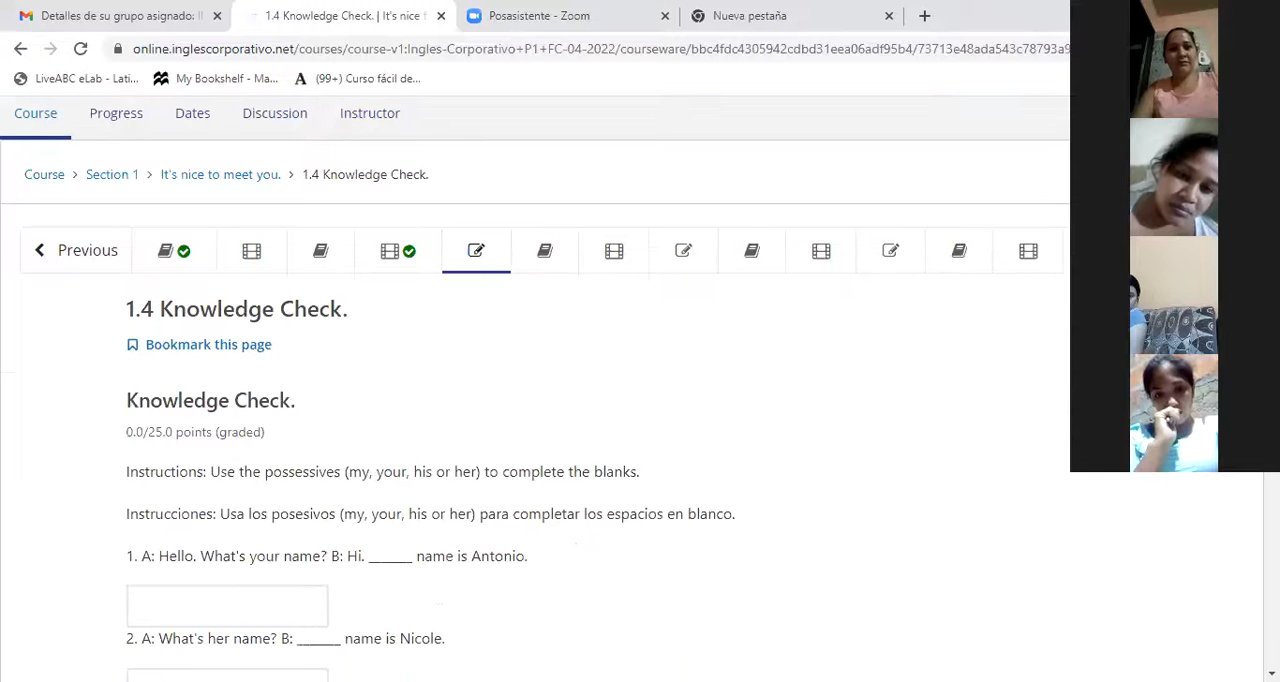 Detalles de su grupo asignado: II
1.4 Knowledge Check. | It's nice t
Posasistente - Zoom
Nueva pestaña
online.inglescorporativo.net/courses/course-v1:Ingles-Corporativo+P1+FC-04-2022/courseware/bbc4fdc4305942cdbd31eea06adf95b4/73713e48ada543c78793a9
LiveABC eLab - Lati...
My Bookshelf - Ma...
(99+) Curso fácil de...
Course
Progress
Dates
Discussion
Instructor
Course > Section 1 > It's nice to meet you. > 1.4 Knowledge Check.
Previous
1.4 Knowledge Check.
Bookmark this page
Knowledge Check.
0.0/25.0 points (graded)
Instructions: Use the possessives (my, your, his or her) to complete the blanks.
Instrucciones: Usa los posesivos (my, your, his or her) para completar los espacios en blanco.
1. A: Hello. What's your name? B: Hi. ______ name is Antonio.
2. A: What's her name? B: ______ name is Nicole.